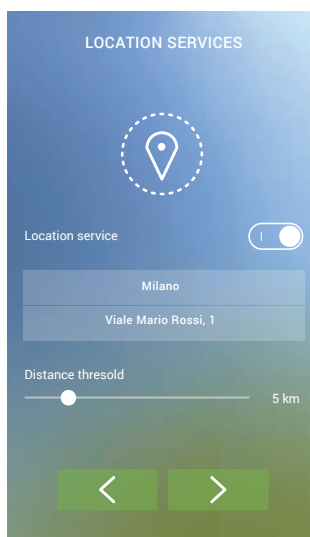 LOCATION SERVICES
Location service
Milano
Viale Mario Rossi, 1
Distance thresold
5 km